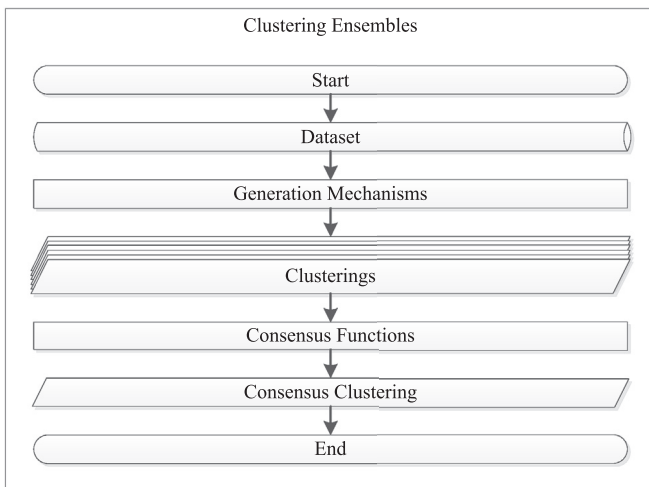 Clustering Ensembles
Start
Dataset
Generation Mechanisms
Clusterings
Consensus Functions
Consensus Clustering
End